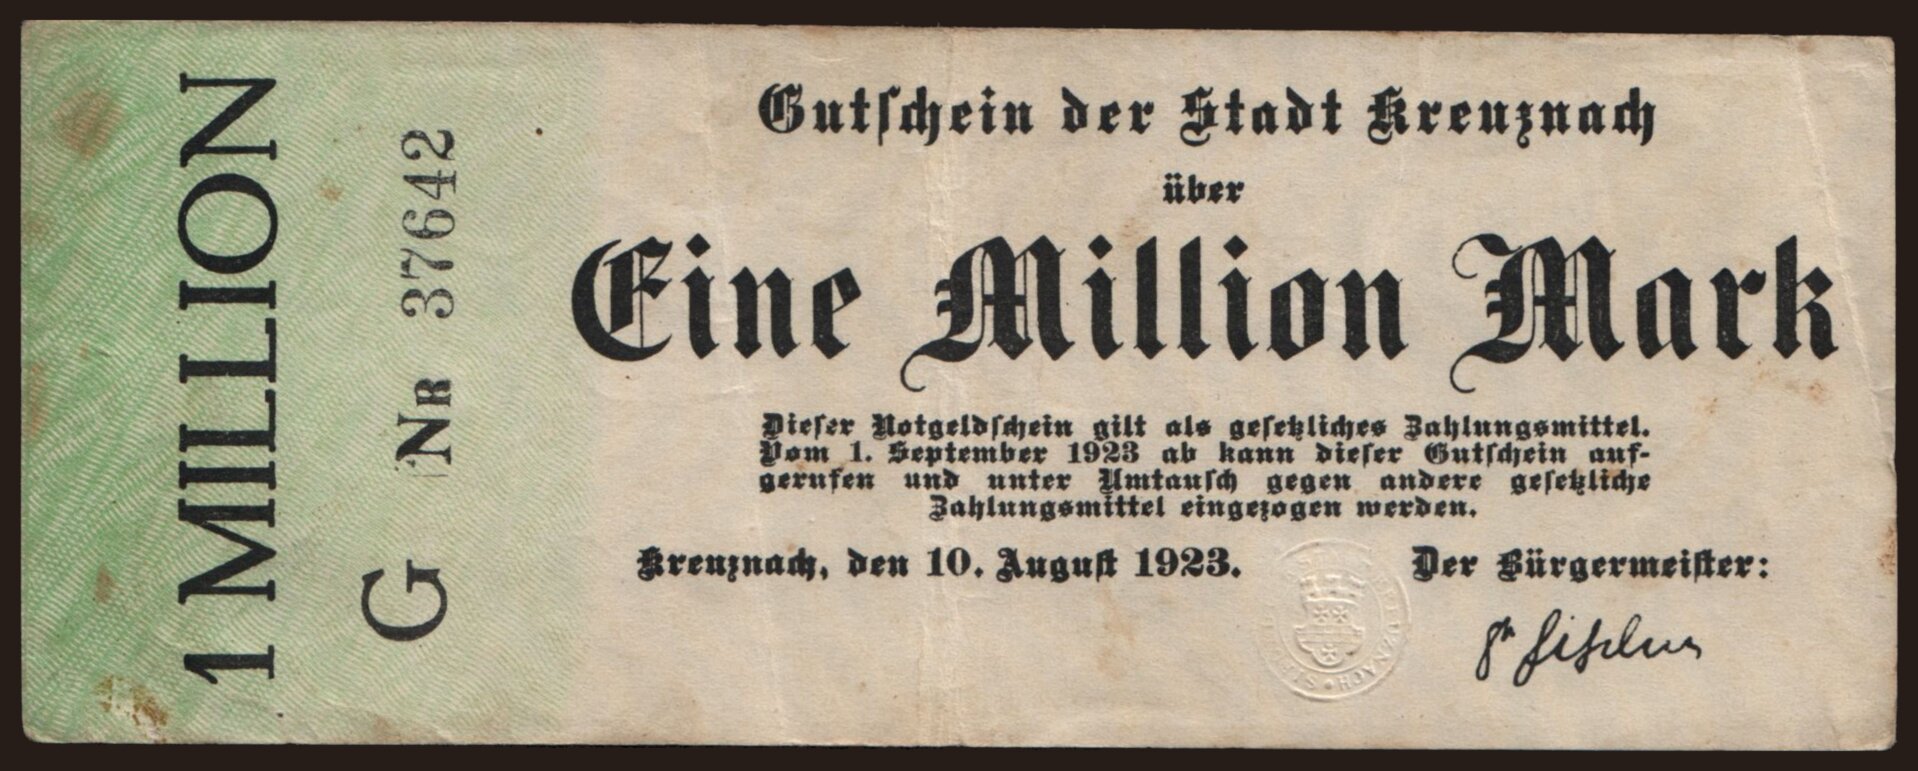 1 MILLION
G Nr 37642
Gutschein der Stadt Kreuznach
über
Eine Million Mark
Dieser Notgeldschein gilt als gesetzliches Zahlungsmittel.
Vom 1. September 1923 ab kann dieser Gutschein auf-
gerufen und unter Umtausch gegen andere gesetzliche
Zahlungsmittel eingezogen werden.
Kreuznach, den 10. August 1923.
Der Bürgermeister: